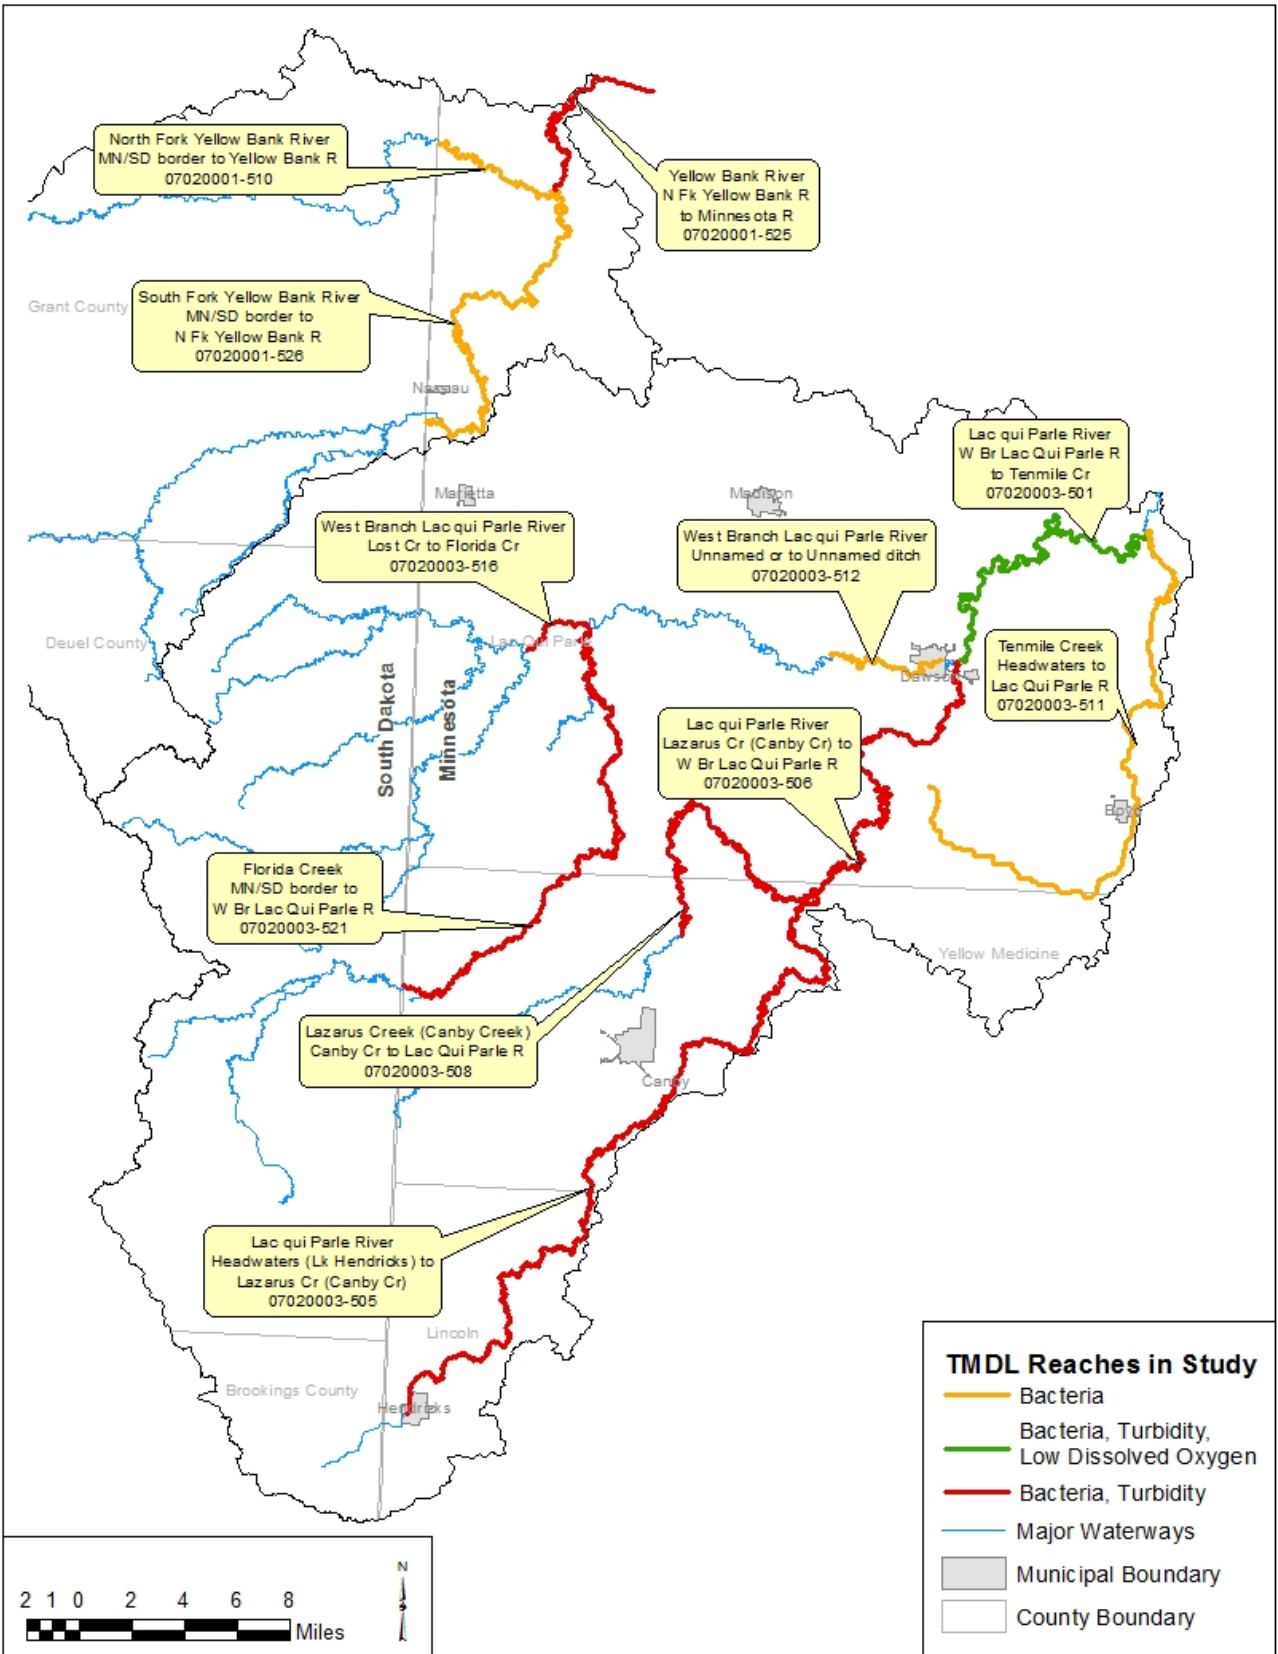 North Fork Yellow Bank River
MN/SD border to Yellow Bank R
07020001-510
Yellow Bank River
N Fk Yellow Bank R
to Minnesota R
07020001-525
Grant County
South Fork Yellow Bank River
MN/SD border to
N Fk Yellow Bank R
07020001-526
Nassau
Lac qui Parle River
W Br Lac Qui Parle R
to Tenmile Cr
07020003-501
Marietta
Madison
West Branch Lac qui Parle River
Lost Cr to Florida Cr
07020003-516
West Branch Lac qui Parle River
Unnamed cr to Unnamed ditch
07020003-512
Deuel County
Lac Qui Parle
Tenmile Creek
Headwaters to
Lac Qui Parle R
07020003-511
Dawson
South Dakota
Minnesota
Lac qui Parle River
Lazarus Cr (Canby Cr) to
W Br Lac Qui Parle R
07020003-506
Boyd
Florida Creek
MN/SD border to
W Br Lac Qui Parle R
07020003-521
Yellow Medicine
Lazarus Creek (Canby Creek)
Canby Cr to Lac Qui Parle R
07020003-508
Canby
Lac qui Parle River
Headwaters (Lk Hendricks) to
Lazarus Cr (Canby Cr)
07020003-505
Lincoln
Brookings County
Hendricks
TMDL Reaches in Study
Bacteria
Bacteria, Turbidity,
Low Dissolved Oxygen
Bacteria, Turbidity
Major Waterways
Municipal Boundary
County Boundary
N
2 1 0 2 4 6 8
Miles